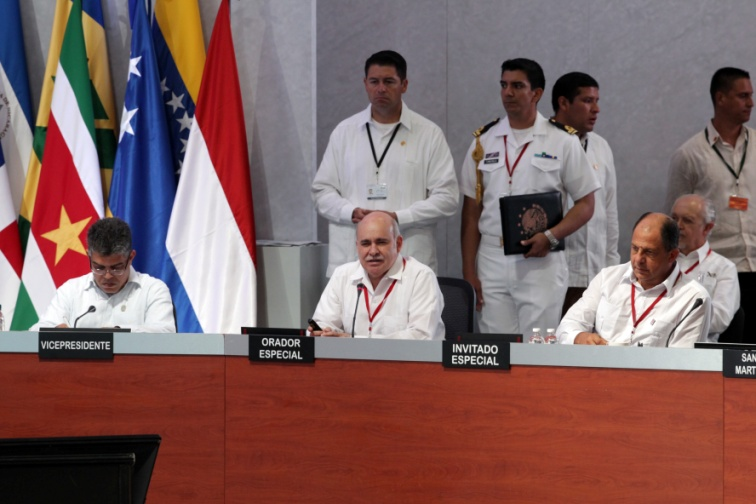 VICEPRESIDENTE
ORADOR
ESPECIAL
INVITADO
ESPECIAL
SAN
MART